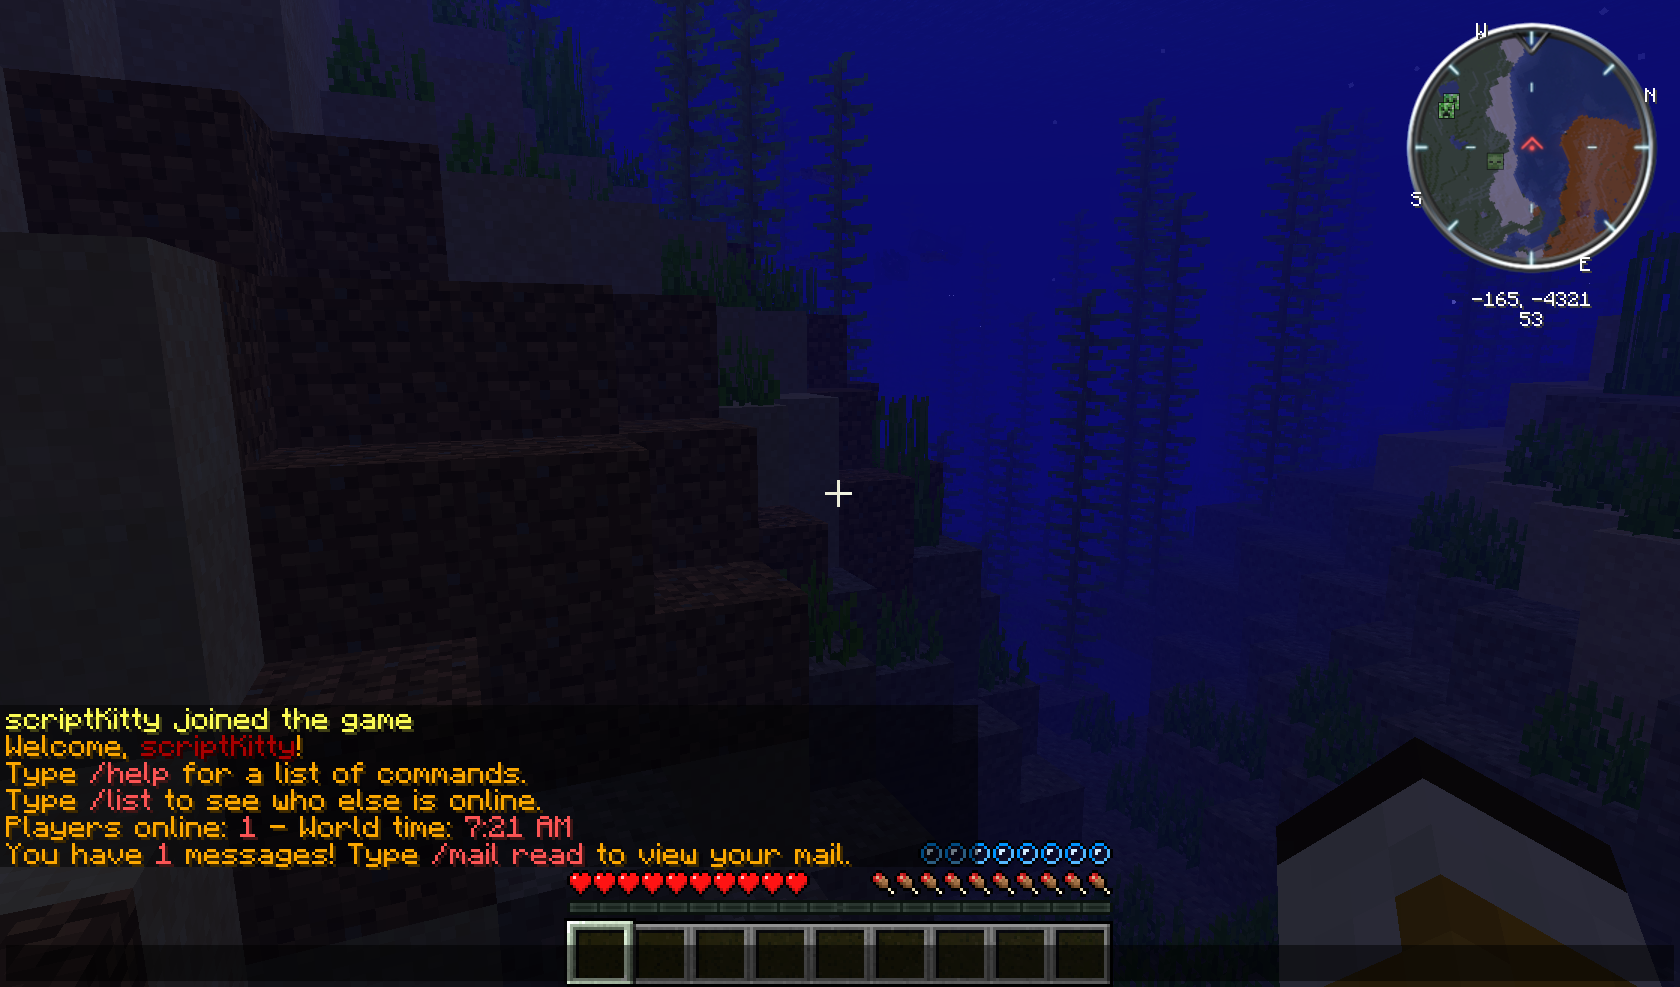 W
N
S
E
-165, -4321
53
scriptKitty joined the game
Welcome, scriptKitty!
Type /help for a list of commands.
Type /list to see who else is online.
Players online: 1 - World time: 7:21 AM
You have 1 messages! Type /mail read to view your mail.